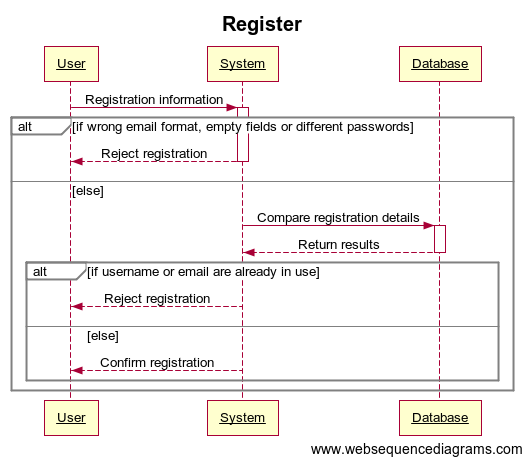 Register
User System Database
Registration information
alt [if wrong email format, empty fields or different passwords]
Reject registration
[else]
Compare registration details
Return results
alt [if username or email are already in use]
Reject registration
[else]
Confirm registration
User System Database
www.websequencediagrams.com